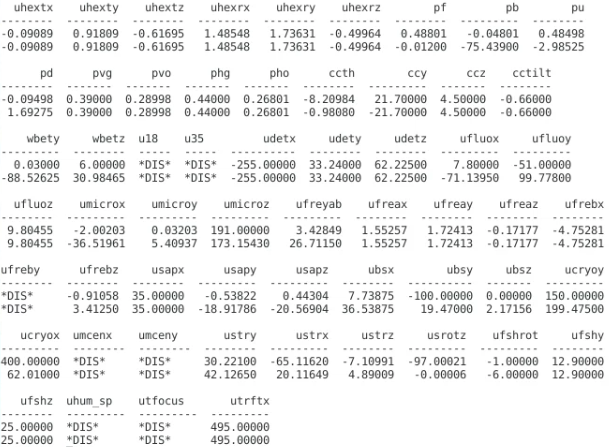 uhextx uhexty uhextz uhexrx uhexry uhexrz pf pb pu
-------- -------- -------- -------- -------- -------- -------- --------- --------
-0.09089 0.91809 -0.61695 1.48548 1.73631 -0.49964 0.48801 -0.04801 0.48498
-0.09089 0.91809 -0.61695 1.48548 1.73631 -0.49964 -0.01200 -75.43900 -2.98525
pd pvg pvo phg pho ccth ccy ccz cctilt
-------- ------- ------- ------- ------- -------- --------- ------- --------
-0.09498 0.39000 0.28998 0.44000 0.26801 -8.20984 21.70000 4.50000 -0.66000
1.69275 0.39000 0.28998 0.44000 0.26801 -0.98080 -21.70000 4.50000 -0.66000
wbety wbetz u18 u35 udetx udety udetz ufluox ufluoy
--------- -------- ----- ----- ---------- -------- -------- --------- ---------
0.03000 6.00000 *DIS* *DIS* -255.00000 33.24000 62.22500 7.80000 -51.00000
-88.52625 30.98465 *DIS* *DIS* -255.00000 33.24000 62.22500 -71.13950 99.77800
ufluoz umicrox umicroy umicroz ufreyab ufreax ufreay ufreaz ufrebx
------- --------- ------- --------- -------- ------- ------- -------- --------
9.80455 -2.00203 0.03203 191.00000 3.42849 1.55257 1.72413 -0.17177 -4.75281
9.80455 -36.51961 5.40937 173.15430 26.71150 1.55257 1.72413 -0.17177 -4.75281
ufreby ufrebz usapx usapy usapz ubsx ubsy ubsz ucryoy
------ -------- -------- --------- --------- -------- ---------- ------- ---------
*DIS* -0.91058 35.00000 -0.53822 0.44304 7.73875 -100.00000 0.00000 150.00000
*DIS* 3.41250 35.00000 -18.91786 -20.56904 36.53875 19.47000 2.17156 199.47500
ucryox umcenx umceny ustry ustrx ustrz usrotz ufshrot ufshy
--------- ------ ------ -------- --------- -------- --------- -------- --------
400.00000 *DIS* *DIS* 30.22100 -65.11620 -7.10991 -97.00021 -1.00000 12.90000
62.01000 *DIS* *DIS* 42.12650 20.11649 4.89009 -0.00006 -6.00000 12.90000
ufshz uhum_sp utfocus utrftx
-------- ------- ------- ---------
25.00000 *DIS* *DIS* 495.00000
25.00000 *DIS* *DIS* 495.00000